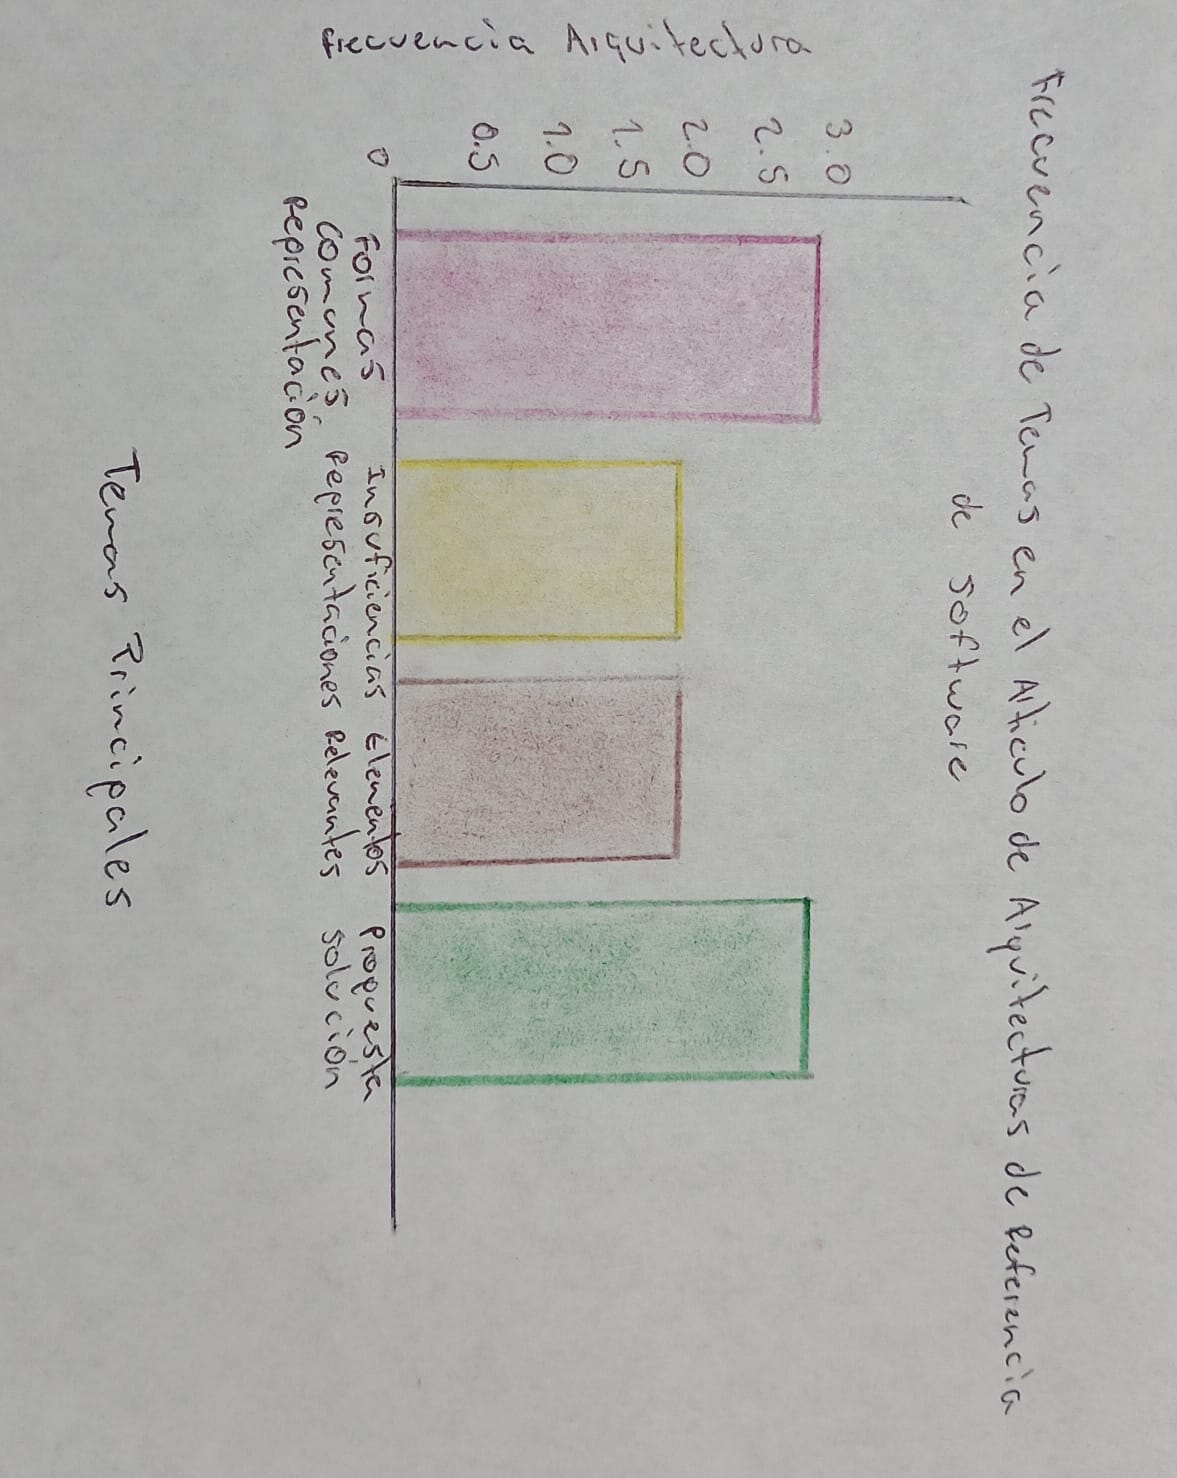 Frecuencia de Temas en el Articulo de Arquitecturas de Referencia
de software
Frecuencia Arquitectura
3.0
2.5
2.0
1.5
1.0
0.5
0
Formas
comunes
representación
Insuficiencias
representaciones
Elementos
Relevantes
Propuesta
solución
Temas Principales